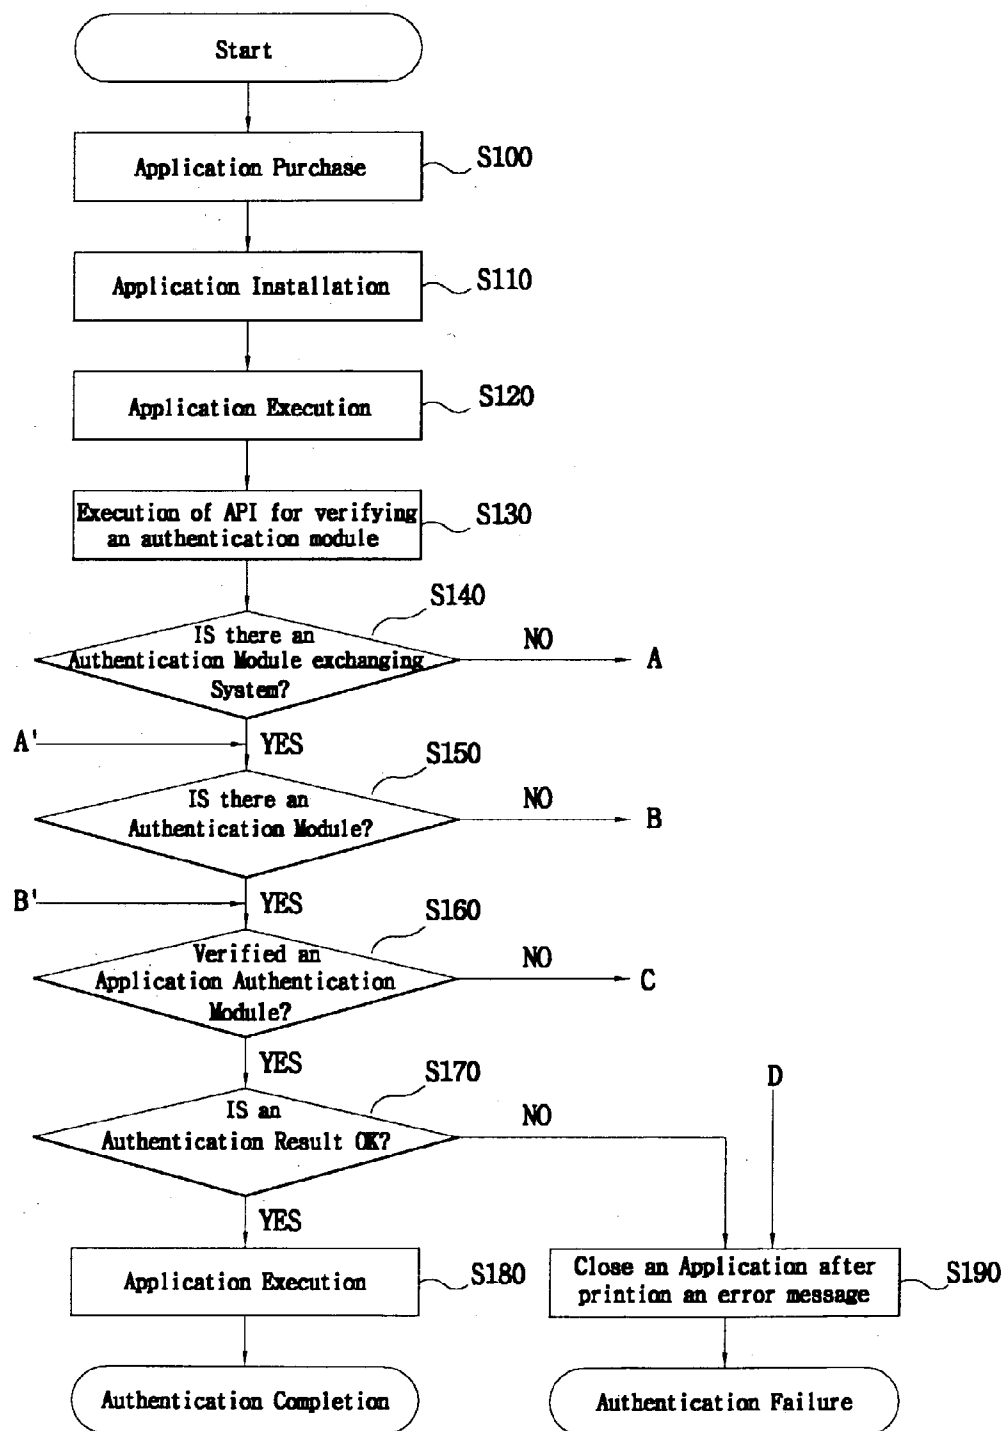 Start
Application Purchase
S100
Application Installation
S110
Application Execution
S120
Execution of API for verifying
an authentication module
S130
S140
IS there an
Authentication Module exchanging
System?
NO
A
A'
YES
S150
IS there an
Authentication Module?
NO
B
B'
YES
S160
Verified an
Application Authentication
Module?
NO
C
YES
S170
D
IS an
Authentication Result OK?
NO
YES
Application Execution
S180
Close an Application after
printion an error message
S190
Authentication Completion
Authentication Failure